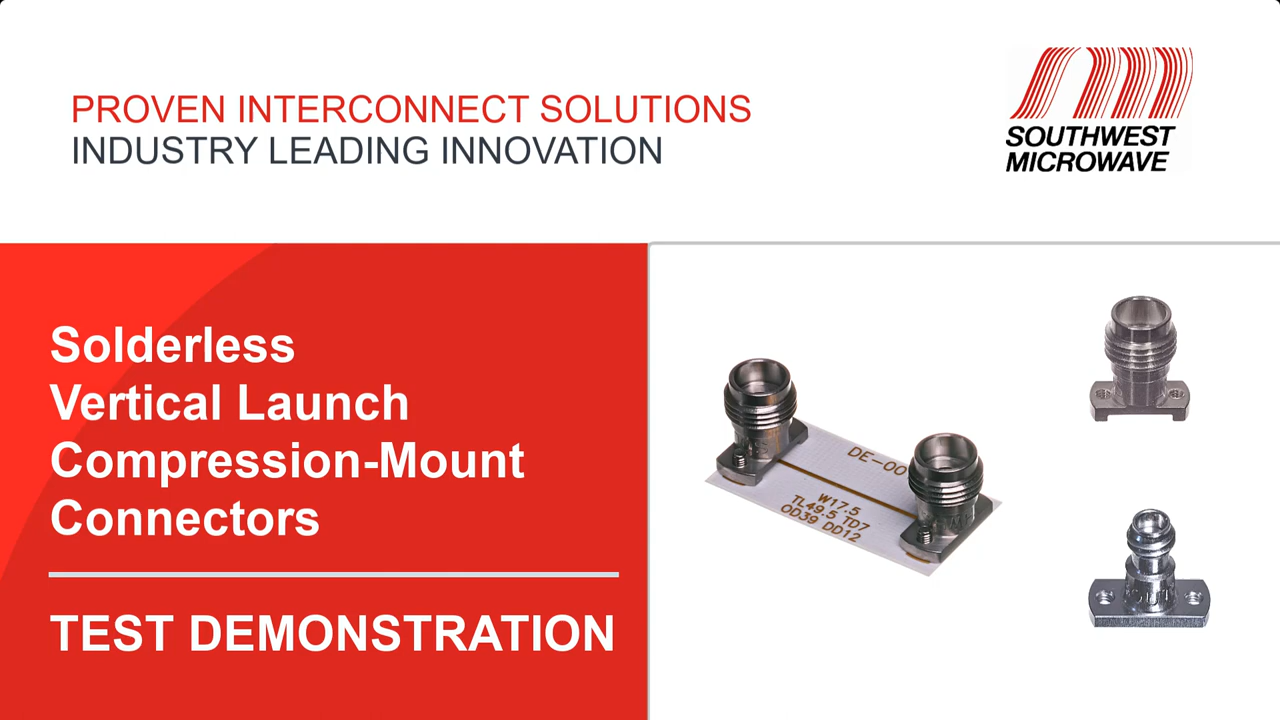 PROVEN INTERCONNECT SOLUTIONS
INDUSTRY LEADING INNOVATION
SOUTHWEST
MICROWAVE
Solderless
Vertical Launch
Compression-Mount
Connectors
TEST DEMONSTRATION
DE-00
W17.5
TL49.5 TD7
OD39 DD12